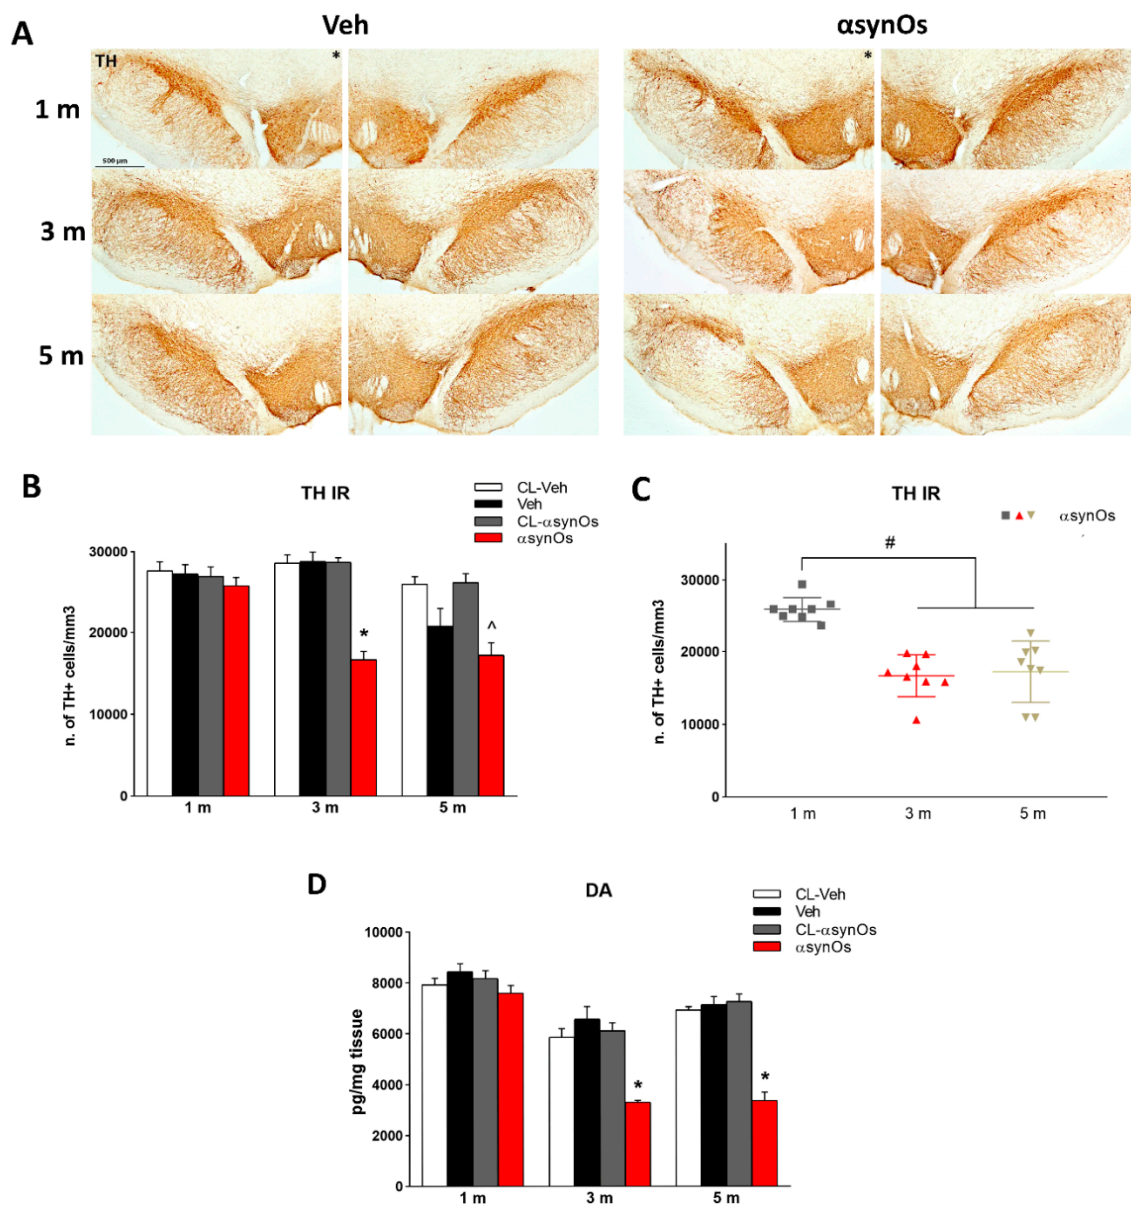 A
Veh
αsynOs
TH
*
*
1 m
500 µm
3 m
5 m
B
TH IR
CL-Veh
Veh
CL-αsynOs
αsynOs
n. of TH+ cells/mm3
30000
20000
10000
0
*
^
1 m
3 m
5 m
C
TH IR
αsynOs
#
n. of TH+ cells/mm3
30000
20000
10000
0
1 m
3 m
5 m
D
DA
CL-Veh
Veh
CL-αsynOs
αsynOs
pg/mg tissue
10000
8000
6000
4000
2000
0
*
*
1 m
3 m
5 m